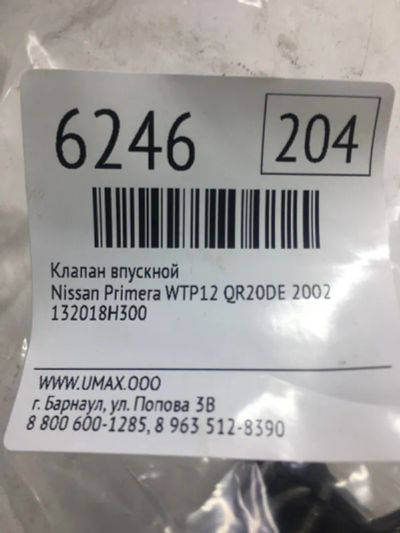 6246
204
Клапан впускной
Nissan Primera WTP12 QR20DE 2002
132018H300
WWW.UMAX.OOO
г. Барнаул, ул. Попова 3В
8 800 600-1285, 8 963 512-8390